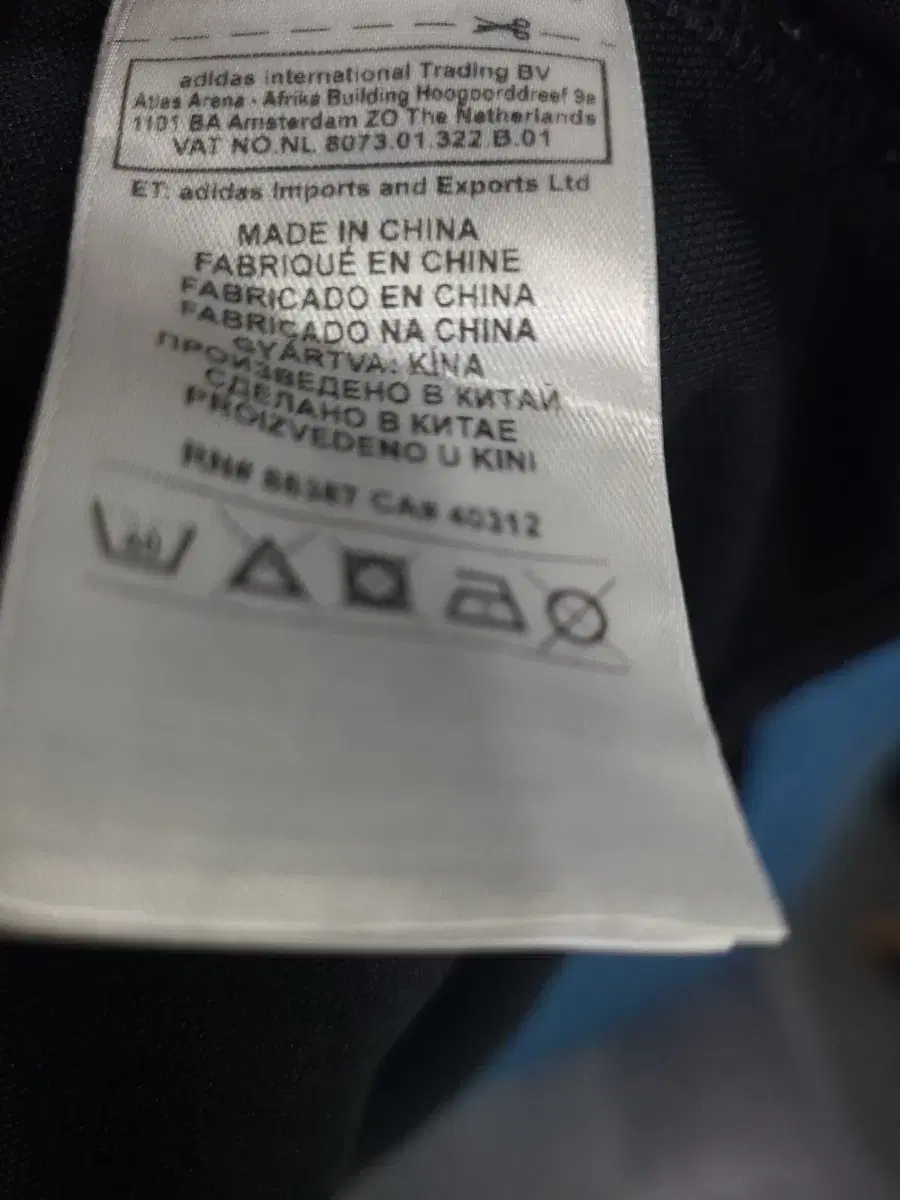 adidas international Trading BV
Atlas Arena - Afrika Building Hoogoorddreef 9a
1101 BA Amsterdam ZO The Netherlands
VAT NO.NL 8073.01.322.B.01
ET: adidas Imports and Exports Ltd
MADE IN CHINA
FABRIQUÉ EN CHINE
FABRICADO EN CHINA
FABRICADO NA CHINA
GYÁRTVA: KÍNA
ПРОИЗВЕДЕНО В КИТАЙ
СДЕЛАНО В КИТАЕ
PROIZVEDENO U KINI
RN# 88387 CA# 40312